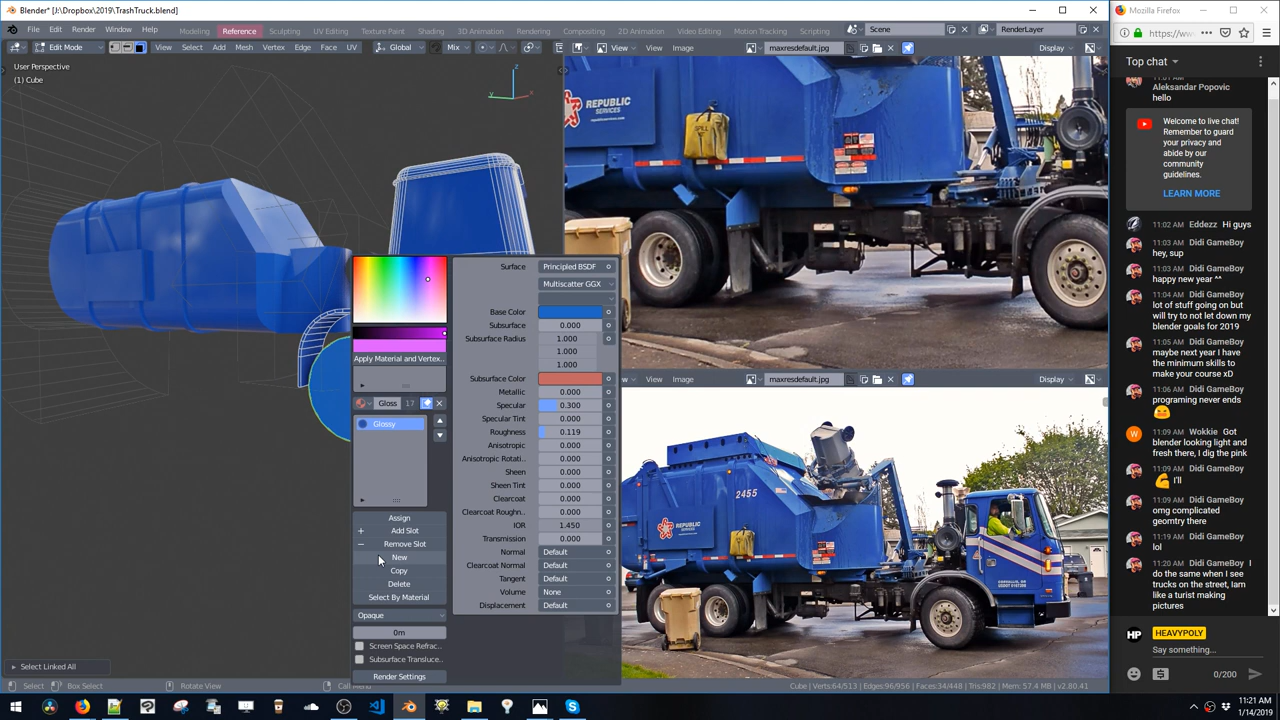 Blender* [J:\Dropbox\2019\TrashTruck.blend]
File Edit Render Window Help Layout Modeling Reference Sculpting UV Editing Texture Paint Shading Animation Rendering Compositing 2D Animation Video Editing Motion Tracking Scripting Scene RenderLayer
Edit Mode View Select Add Mesh Vertex Edge Face UV Global Mix
View Image maxresdefault.jpg Display
User Perspective
(1) Cube
z
y
x
REPUBLIC
SERVICES
SPILL
Apply Material and Vertex..
Gloss 17
Glossy
Assign
Add Slot
Remove Slot
New
Copy
Delete
Select By Material
Opaque
0m
Screen Space Refrac..
Subsurface Transluce..
Render Settings
Surface Principled BSDF
Multiscatter GGX
Base Color
Subsurface 0.000
Subsurface Radius 1.000
1.000
1.000
Subsurface Color
Metallic 0.000
Specular 0.300
Specular Tint 0.000
Roughness 0.119
Anisotropic 0.000
Anisotropic Rotati.. 0.000
Sheen 0.000
Sheen Tint 0.000
Clearcoat 0.000
Clearcoat Roughn.. 0.000
IOR 1.450
Transmission 0.000
Normal Default
Clearcoat Normal Default
Tangent Default
Volume None
Displacement Default
View Image maxresdefault.jpg Display
2455
REPUBLIC
Select Linked All
Select Box Select Rotate View Call Menu
Cube | Verts:64/513 | Edges:96/956 | Faces:34/448 | Tris:982 | Mem: 57.4 MB | v2.80.41
Mozilla Firefox
https://ww
Top chat
11:01 AM
Aleksandar Popovic
hello
Welcome to live chat!
Remember to guard
your privacy and
abide by our
community
guidelines.
LEARN MORE
11:02 AM Eddezz Hi guys
11:03 AM Didi GameBoy
hey, sup
11:03 AM Didi GameBoy
happy new year ^^
11:04 AM Didi GameBoy
lot of stuff going on but
will try to not let down my
blender goals for 2019
11:05 AM Didi GameBoy
maybe next year I have
the minimum skills to
make your course xD
11:06 AM Didi GameBoy
programing never ends
11:09 AM Wokkie Got
blender looking light and
fresh there, I dig the pink
11:09 AM Didi GameBoy
I'll
11:09 AM Didi GameBoy
omg complicated
geomtry there
11:19 AM Didi GameBoy
lol
11:21 AM Didi GameBoy I
do the same when I see
trucks on the street, Iam
like a turist making
pictures
HP HEAVYPOLY
Say something...
0/200
11:21 AM
1/14/2019